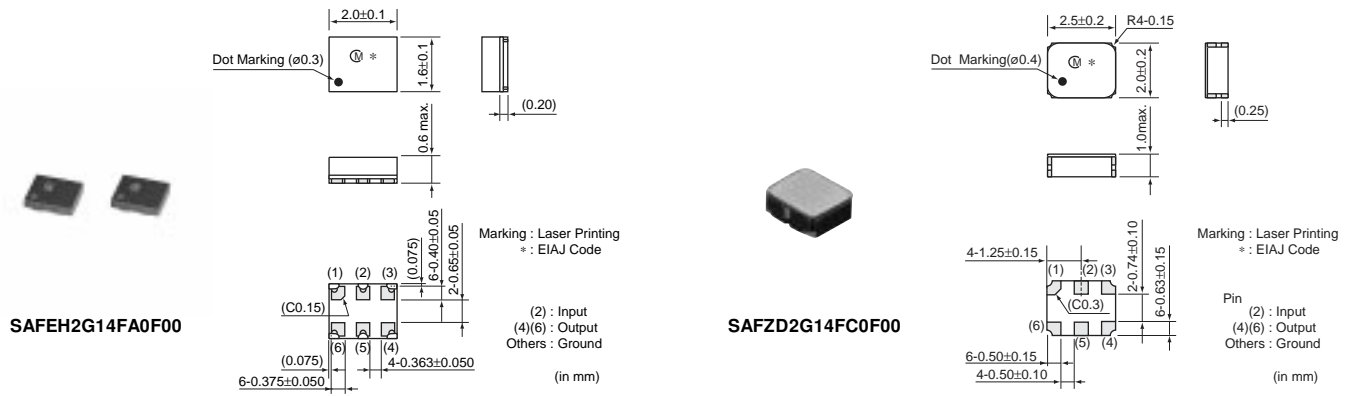 2.0±0.1
Ⓜ *
Dot Marking (ø0.3)
1.6±0.1
(0.20)
0.6 max.
(0.075)
6-0.40±0.05
2-0.65±0.05
Marking : Laser Printing
* : EIAJ Code
(1) (2) (3)
(C0.15)
SAFEH2G14FA0F00
(2) : Input
(4)(6) : Output
Others : Ground
(6) (5) (4)
(0.075)
4-0.363±0.050
6-0.375±0.050
(in mm)
2.5±0.2
R4-0.15
Ⓜ *
Dot Marking(ø0.4)
2.0±0.2
(0.25)
1.0max.
4-1.25±0.15
2-0.74±0.10
6-0.63±0.15
Marking : Laser Printing
* : EIAJ Code
(1) (2) (3)
(C0.3)
SAFZD2G14FC0F00
Pin
(2) : Input
(4)(6) : Output
Others : Ground
(6)
(5) (4)
6-0.50±0.15
4-0.50±0.10
(in mm)